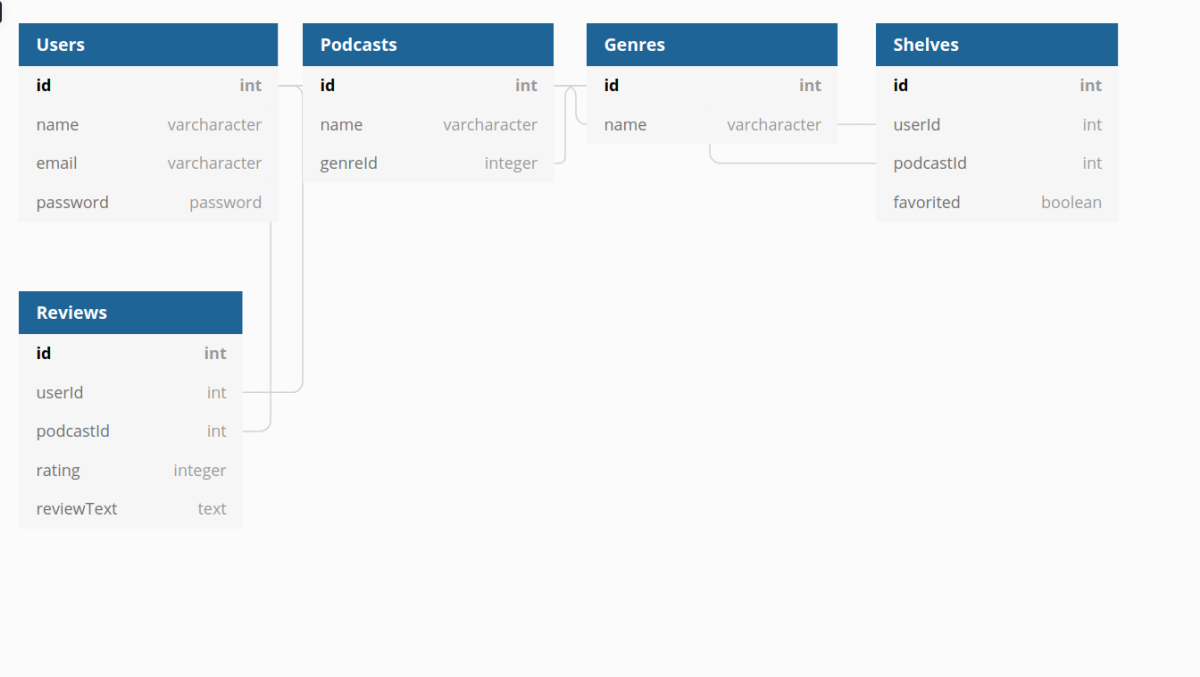 Users
id int
name varcharacter
email varcharacter
password password
Podcasts
id int
name varcharacter
genreId integer
Genres
id int
name varcharacter
Shelves
id int
userId int
podcastId int
favorited boolean
Reviews
id int
userId int
podcastId int
rating integer
reviewText text